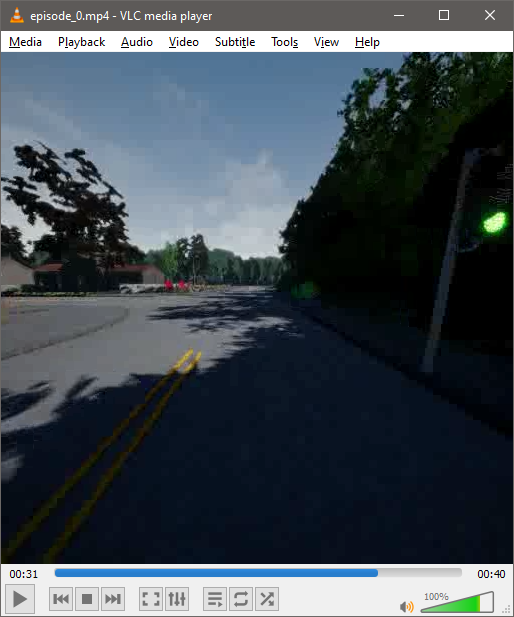 episode_0.mp4 - VLC media player
Media Playback Audio Video Subtitle Tools View Help
00:31 00:40
100%